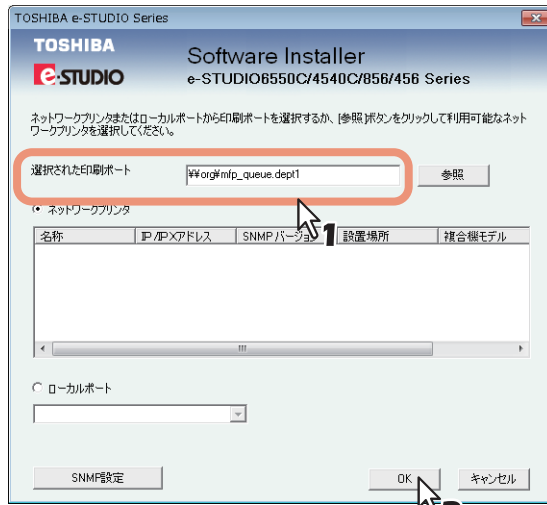 TOSHIBA e-STUDIO Series
TOSHIBA
e-STUDIO
Software Installer
e-STUDIO6550C/4540C/856/456 Series
ネットワークプリンタまたはローカルポートから印刷ポートを選択するか、[参照]ボタンをクリックして利用可能なネット
ワークプリンタを選択してください。
選択された印刷ポート ¥¥org¥mfp_queue.dept1 参照
1
ネットワークプリンタ
名称 IP/IPXアドレス SNMPバージョン 設置場所 複合機モデル
ローカルポート
SNMP設定 OK キャンセル